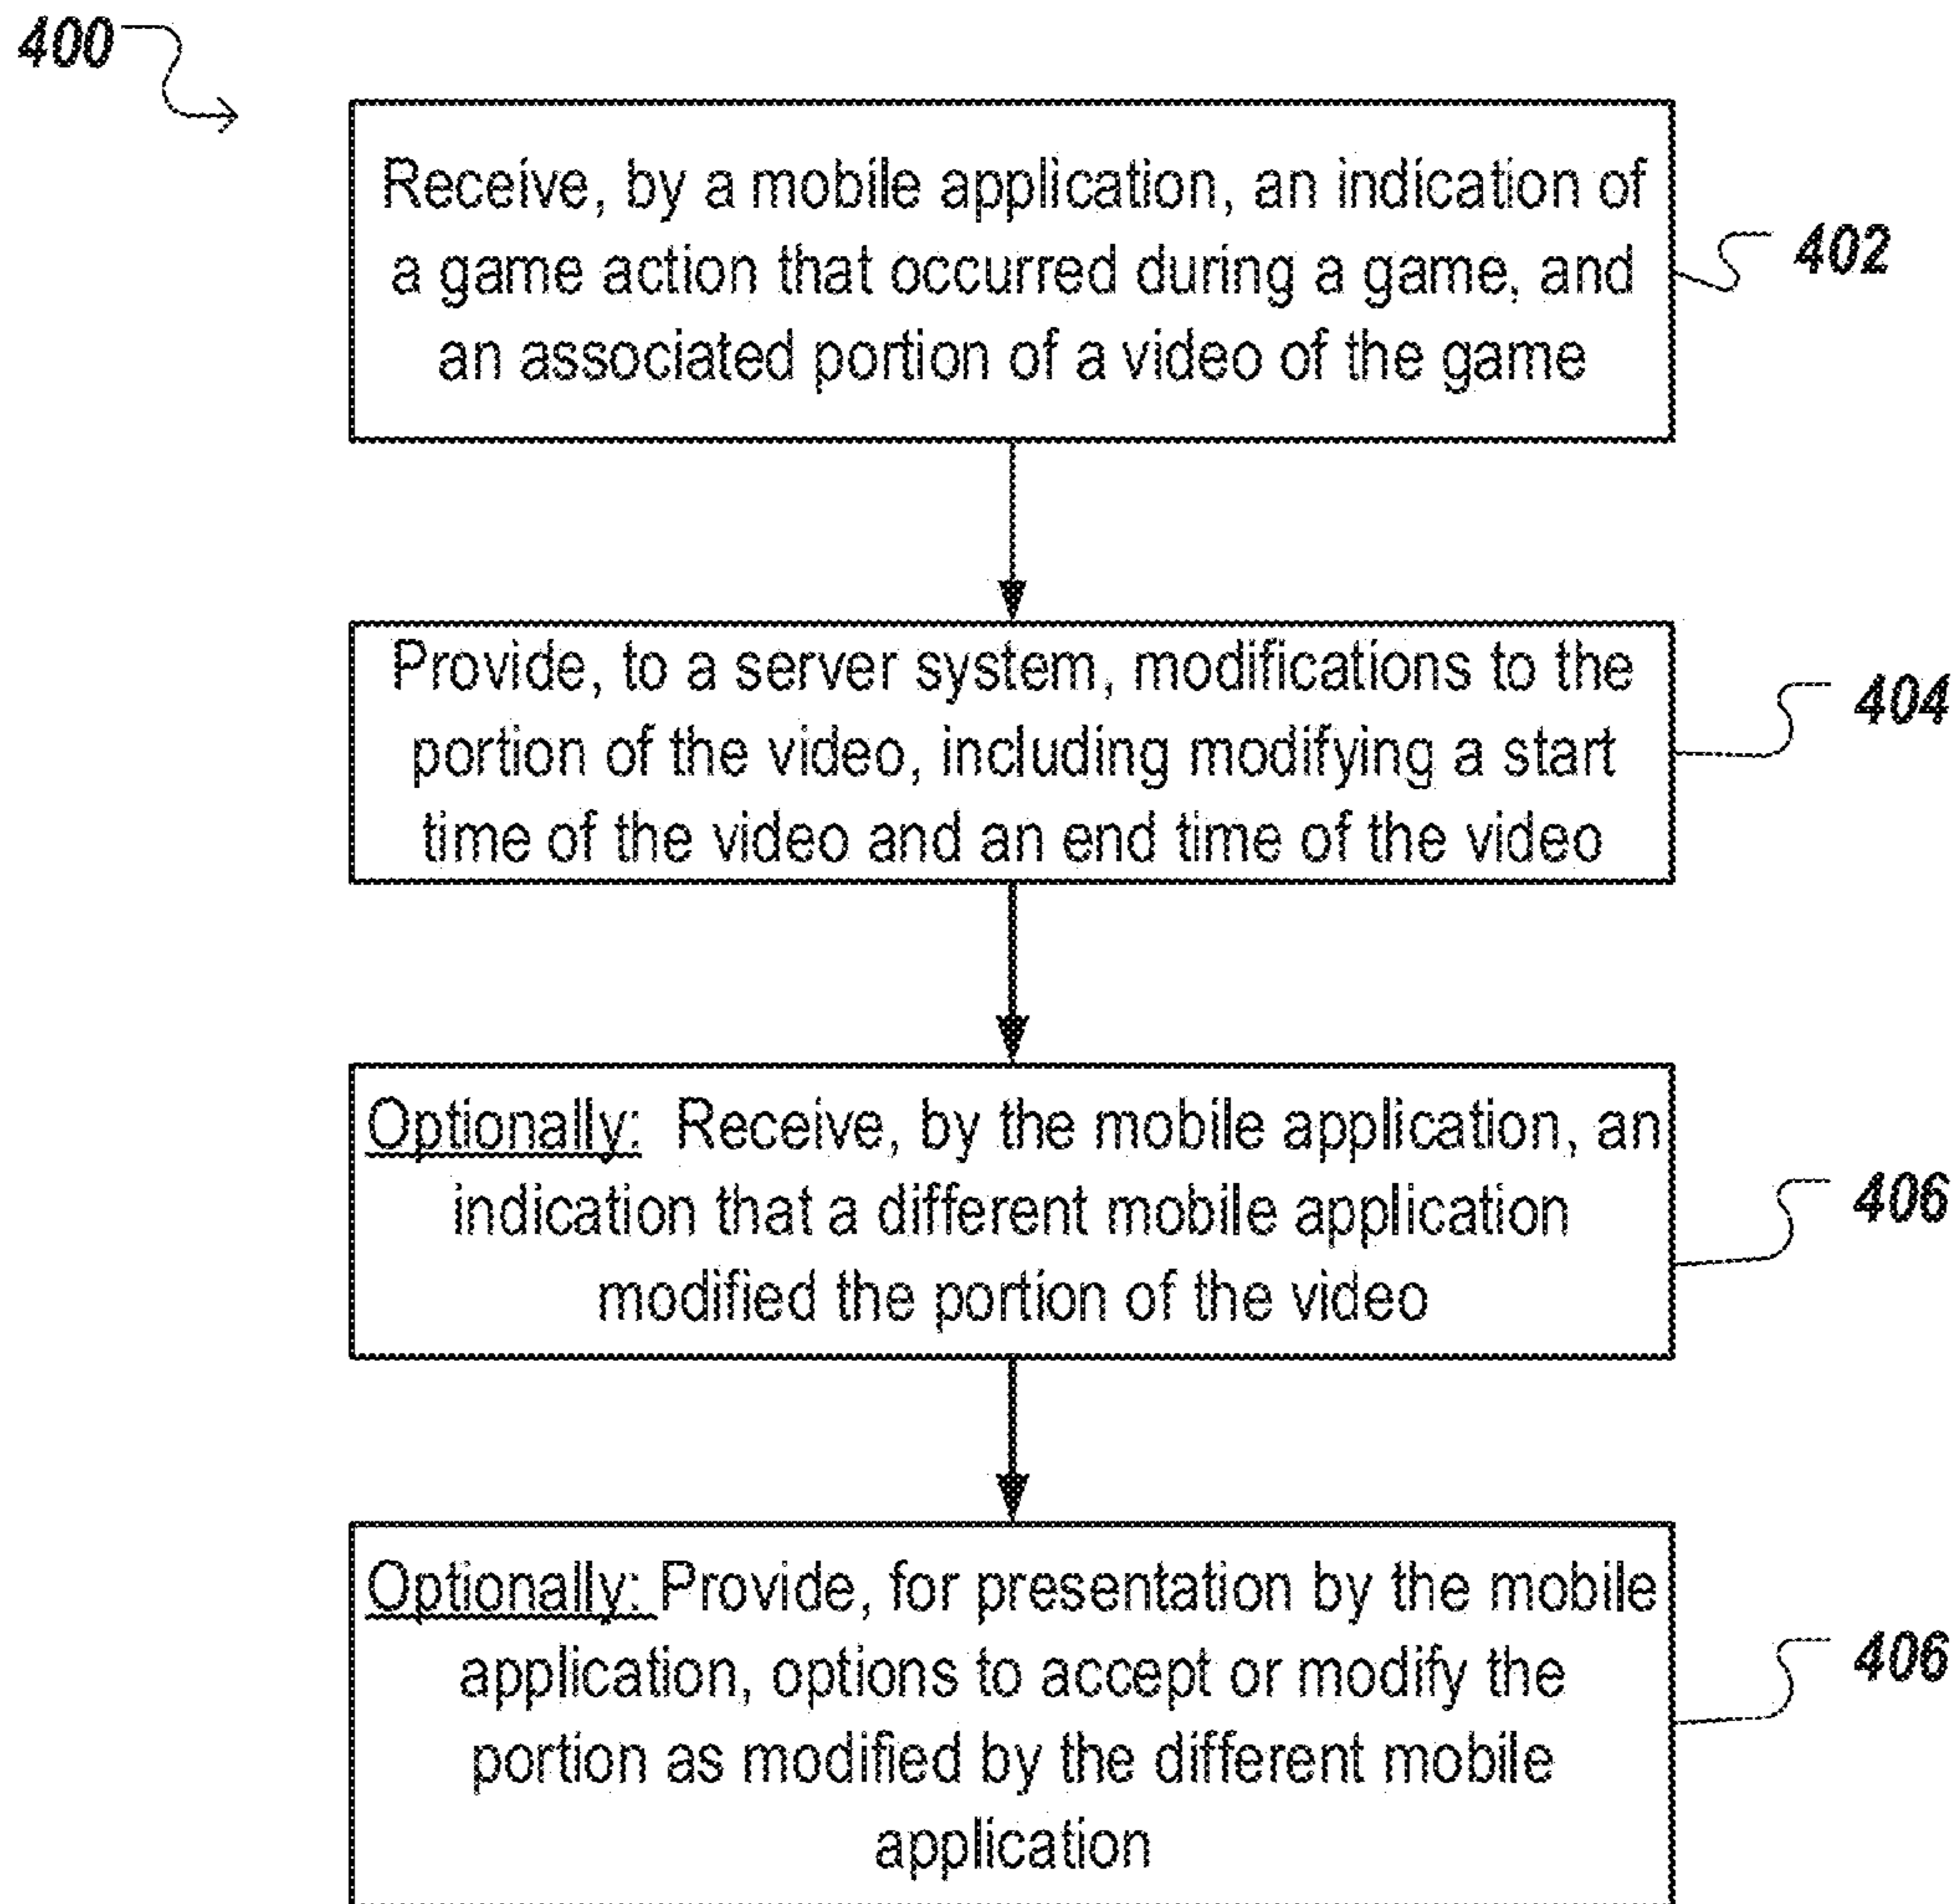 400
Receive, by a mobile application, an indication of
a game action that occurred during a game, and
an associated portion of a video of the game
402
Provide, to a server system, modifications to the
portion of the video, including modifying a start
time of the video and an end time of the video
404
Optionally: Receive, by the mobile application, an
indication that a different mobile application
modified the portion of the video
406
Optionally: Provide, for presentation by the mobile
application, options to accept or modify the
portion as modified by the different mobile
application
406